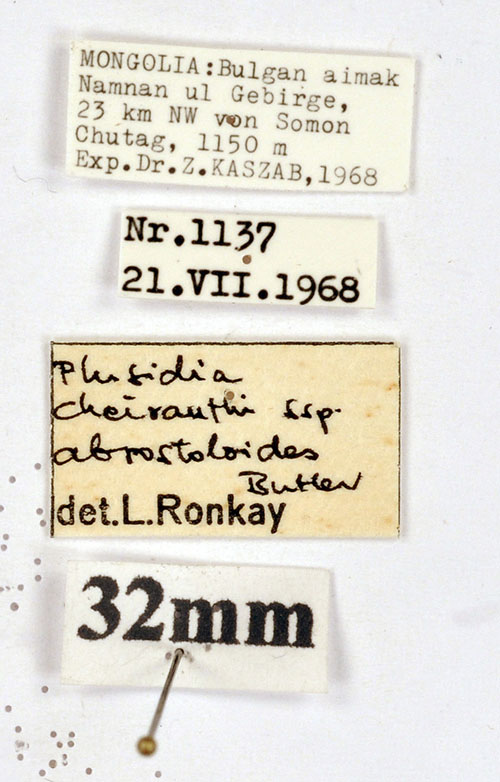 MONGOLIA:Bulgan aimak
Namnan ul Gebirge,
23 km NW von Somon
Chutag, 1150 m
Exp.Dr.Z.KASZAB,1968
Nr.1137
21.VII.1968
Plusidia
cheiranthi ssp.
abrostoloides
Butler
det.L.Ronkay
32mm